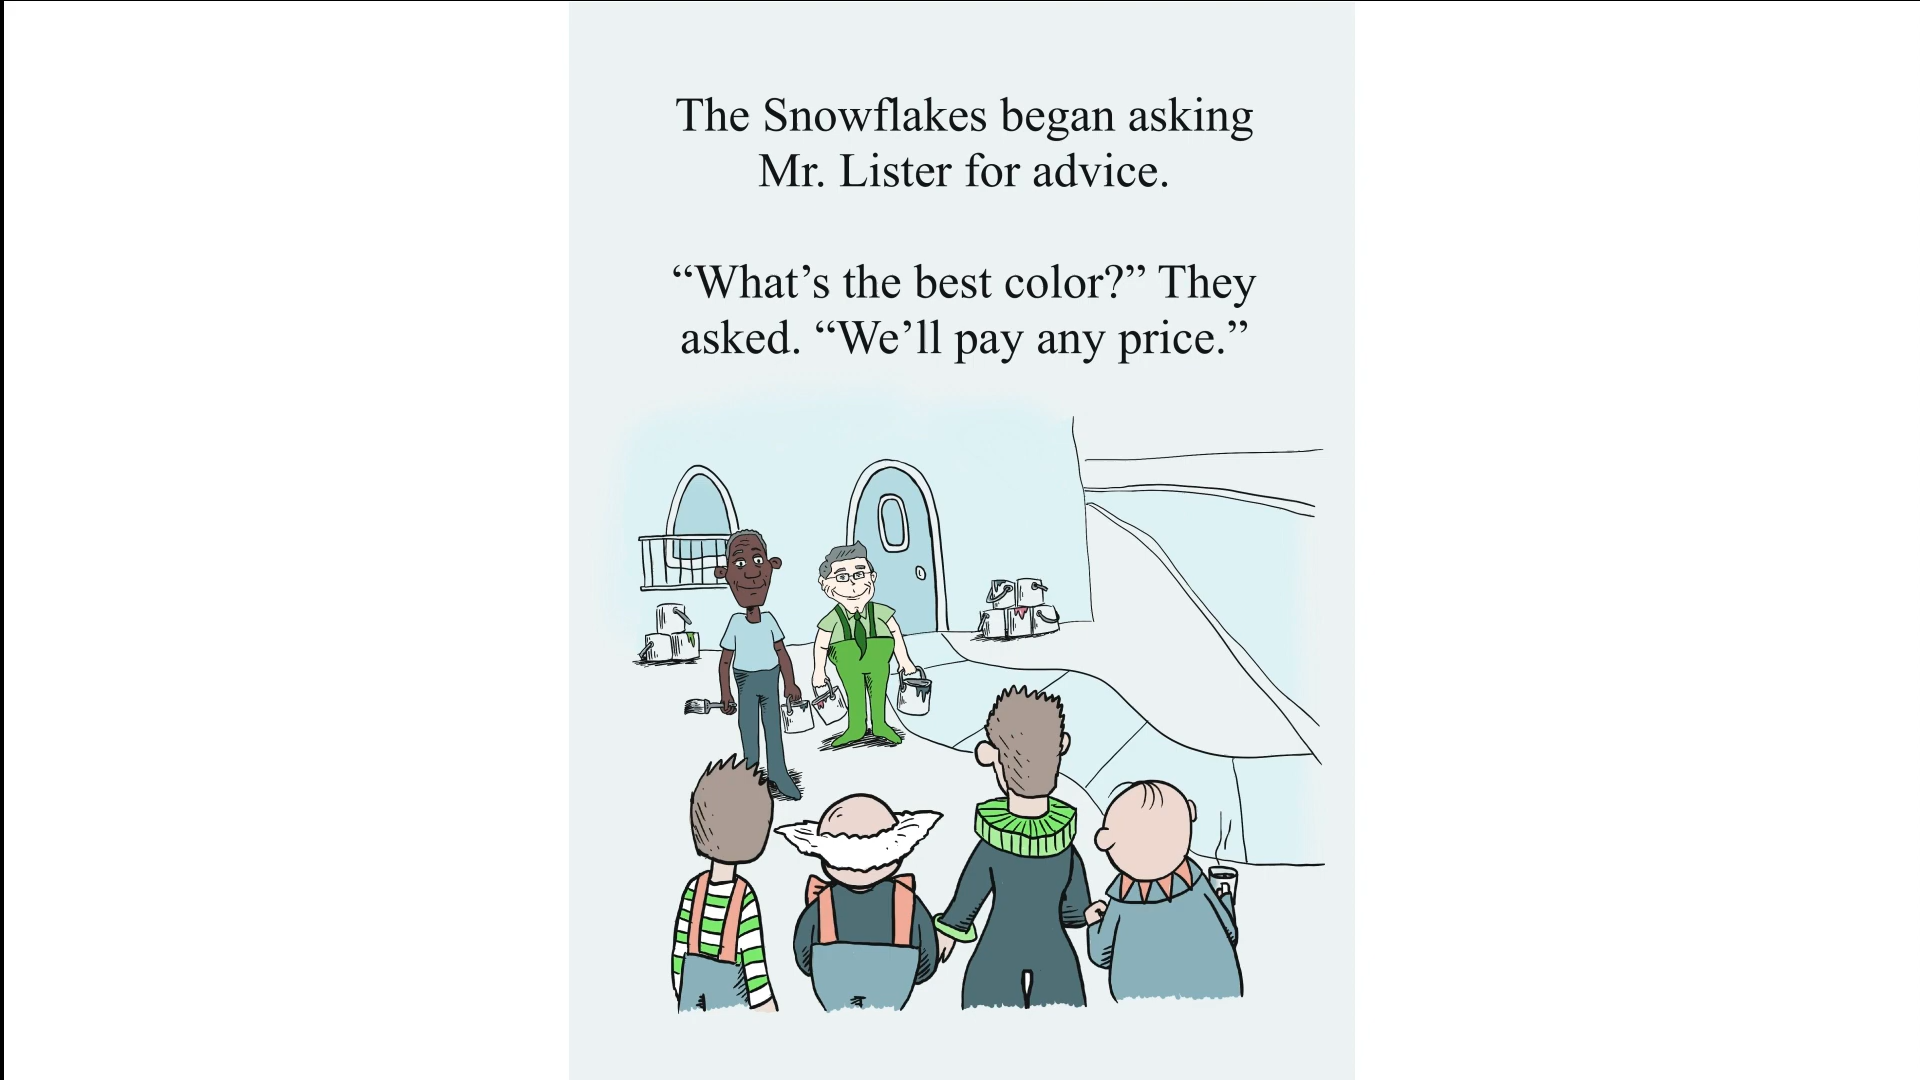 The Snowflakes began asking
Mr. Lister for advice.
“What’s the best color?” They
asked. “We’ll pay any price.”